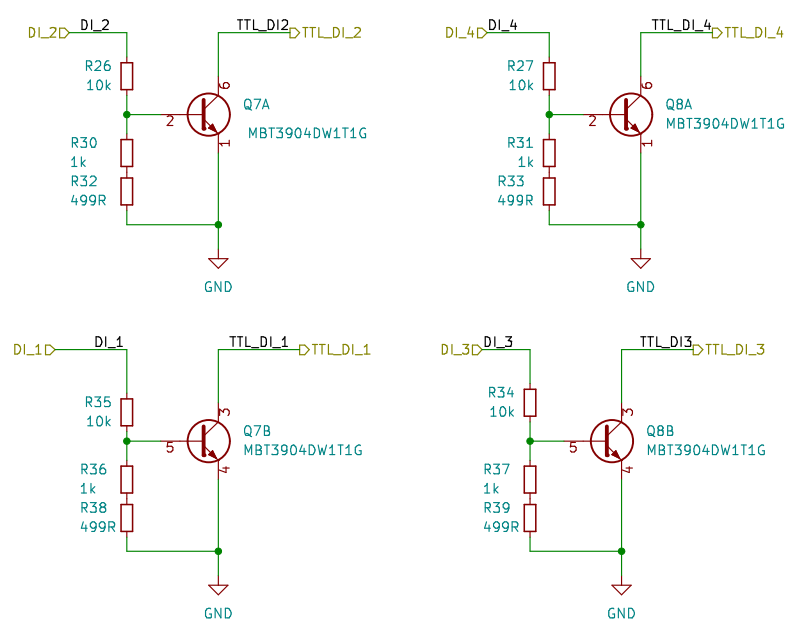 DI_2
DI_2
TTL_DI2
TTL_DI_2
R26
10k
6
Q7A
2
MBT3904DW1T1G
R30
1k
1
R32
499R
GND
DI_4
DI_4
TTL_DI_4
TTL_DI_4
R27
10k
6
Q8A
2
MBT3904DW1T1G
R31
1k
1
R33
499R
GND
DI_1
DI_1
TTL_DI_1
TTL_DI_1
R35
10k
3
Q7B
5
MBT3904DW1T1G
R36
1k
4
R38
499R
GND
DI_3
DI_3
TTL_DI3
TTL_DI_3
R34
10k
3
Q8B
5
MBT3904DW1T1G
R37
1k
4
R39
499R
GND